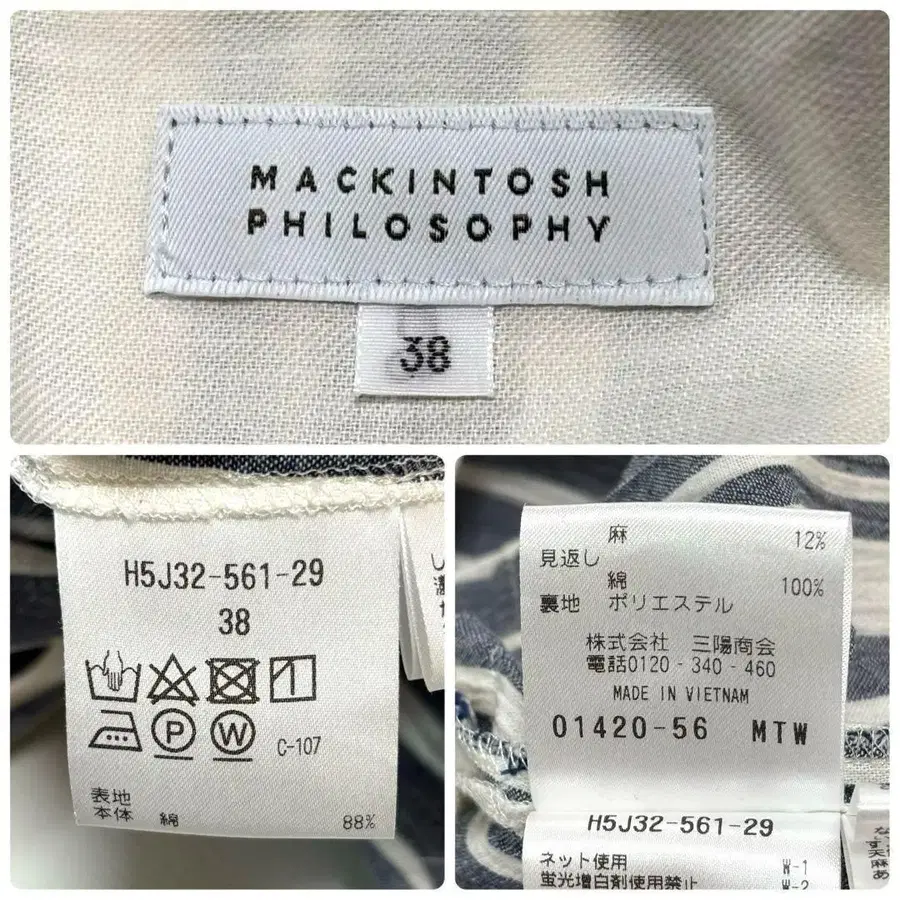 MACKINTOSH
PHILOSOPHY
38
H5J32-561-29
38
P W C-107
表地
本体 綿 88%
麻 12%
見返し
綿 100%
裏地 ポリエステル
株式会社 三陽商会
電話0120-340-460
MADE IN VIETNAM
01420-56 MTW
H5J32-561-29
ネット使用 W-1
蛍光増白剤使用禁止 W-2